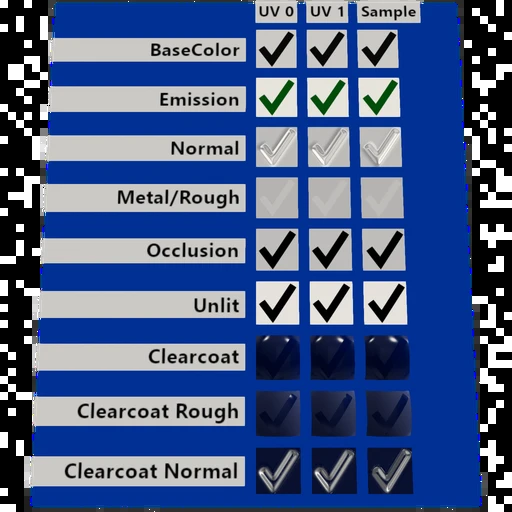 UV 0 UV 1 Sample
BaseColor
Emission
Normal
Metal/Rough
Occlusion
Unlit
Clearcoat
Clearcoat Rough
Clearcoat Normal